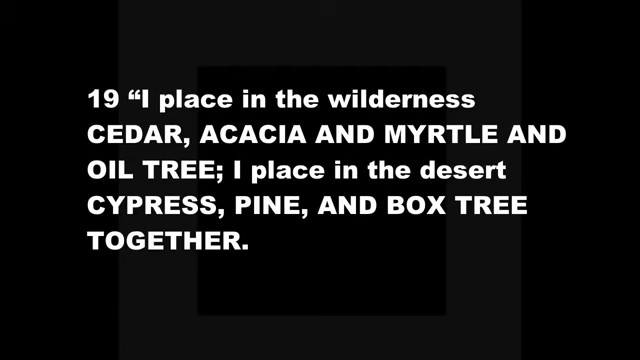 19 “I place in the wilderness
CEDAR, ACACIA AND MYRTLE AND
OIL TREE; I place in the desert
CYPRESS, PINE, AND BOX TREE
TOGETHER.